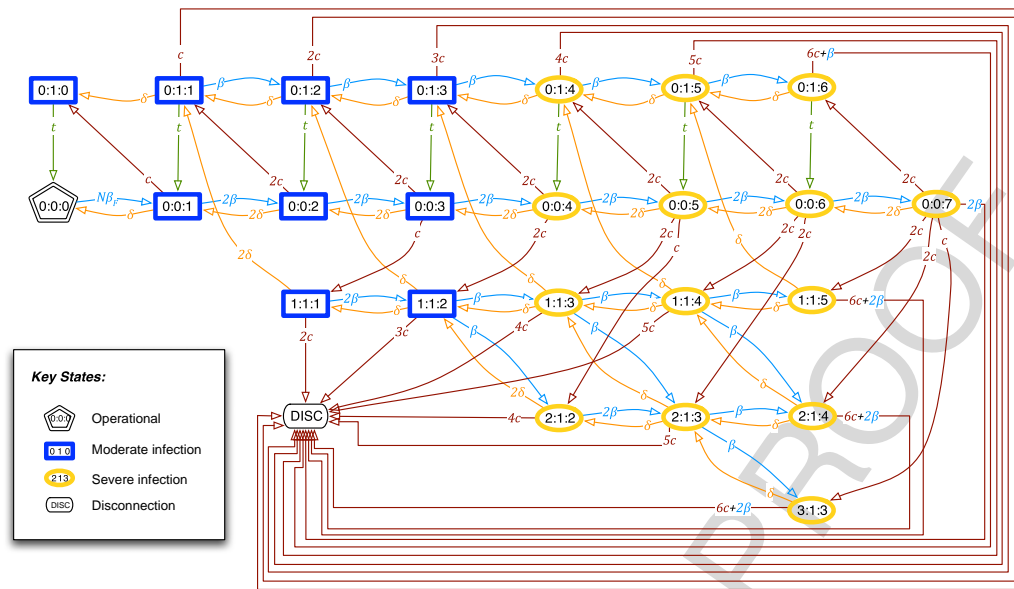 c
2c
3c
4c
5c
6c+β
β β β β β
0:1:0 0:1:1 0:1:2 0:1:3 0:1:4 0:1:5 0:1:6
δ δ δ δ δ δ
t t t t t t t
c 2c 2c 2c 2c 2c 2c
NβF 2β 2β 2β 2β 2β 2β 2β
0:0:0 0:0:1 0:0:2 0:0:3 0:0:4 0:0:5 0:0:6 0:0:7
δ 2δ 2δ 2δ 2δ 2δ 2δ
c 2c 2c c 2c 2c 2c 2c c
2δ δ δ δ δ
1:1:1 2β 1:1:2 β 1:1:3 β 1:1:4 β 1:1:5 6c+2β
δ δ δ δ
2c 3c 4c 5c β β β
2δ δ δ
DISC 4c 2:1:2 2β 2:1:3 β 2:1:4 6c+2β
δ δ
5c β
δ
6c+2β 3:1:3
Key States:
0:0:0 Operational
0 1 0 Moderate infection
2:1:3 Severe infection
DISC Disconnection
PROOF